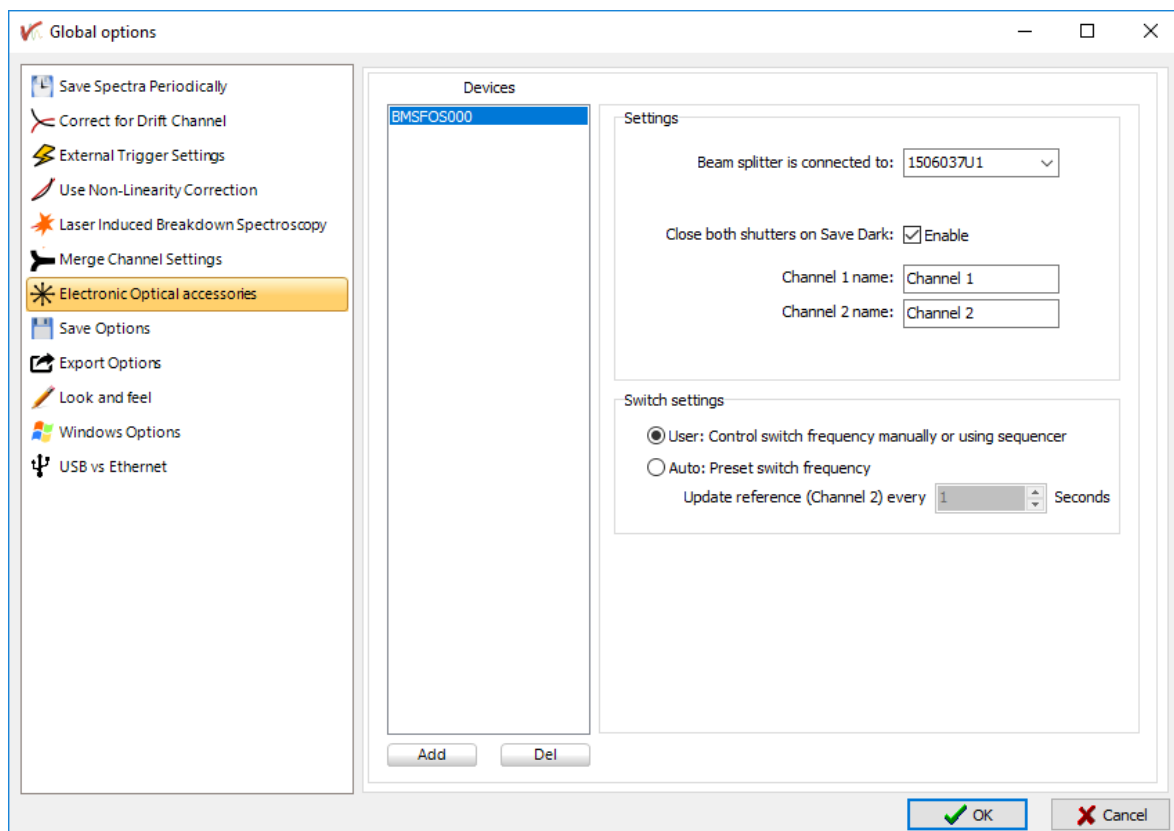 Global options
Save Spectra Periodically
Correct for Drift Channel
External Trigger Settings
Use Non-Linearity Correction
Laser Induced Breakdown Spectroscopy
Merge Channel Settings
Electronic Optical accessories
Save Options
Export Options
Look and feel
Windows Options
USB vs Ethernet
Devices
BMSFOS000
Add Del
Settings
Beam splitter is connected to: 1506037U1
Close both shutters on Save Dark: Enable
Channel 1 name: Channel 1
Channel 2 name: Channel 2
Switch settings
User: Control switch frequency manually or using sequencer
Auto: Preset switch frequency
Update reference (Channel 2) every 1 Seconds
OK Cancel